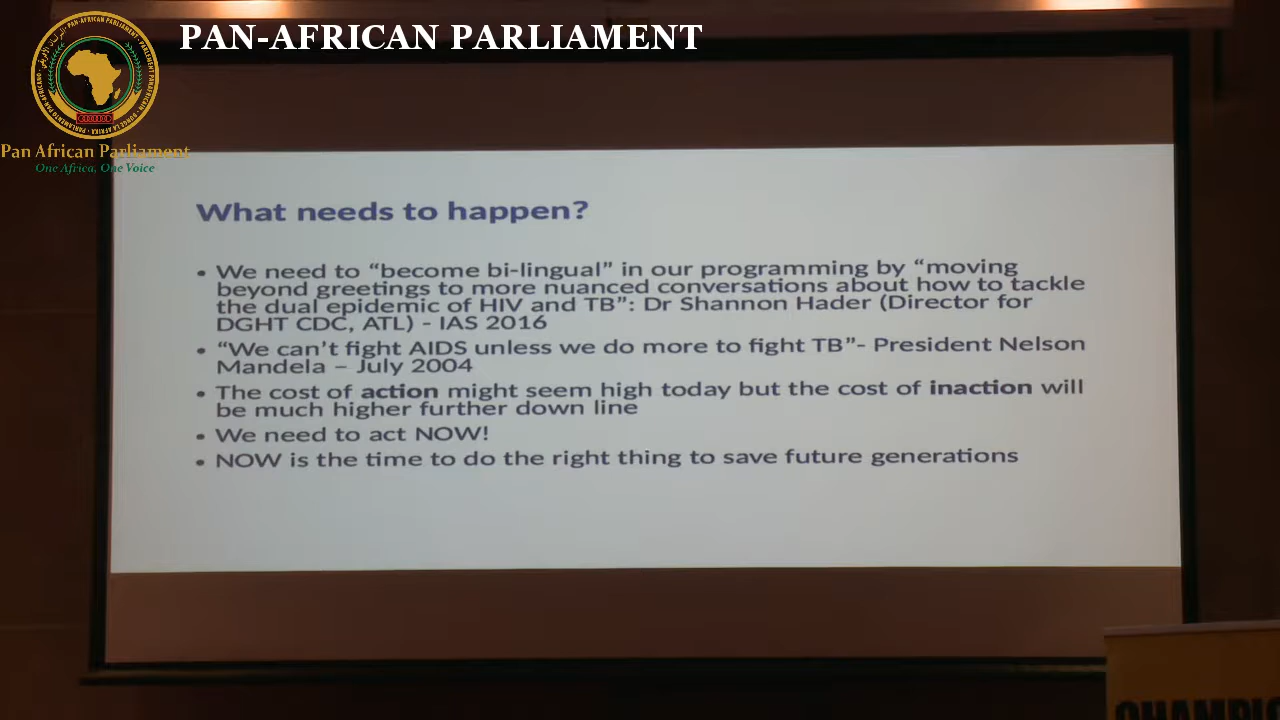 PAN-AFRICAN PARLIAMENT
Pan African Parliament
One Africa, One Voice
What needs to happen?
• We need to “become bi-lingual” in our programming by “moving
beyond greetings to more nuanced conversations about how to tackle
the dual epidemic of HIV and TB”: Dr Shannon Hader (Director for
DGHT CDC, ATL) - IAS 2016
• “We can’t fight AIDS unless we do more to fight TB”- President Nelson
Mandela – July 2004
• The cost of action might seem high today but the cost of inaction will
be much higher further down line
• We need to act NOW!
• NOW is the time to do the right thing to save future generations